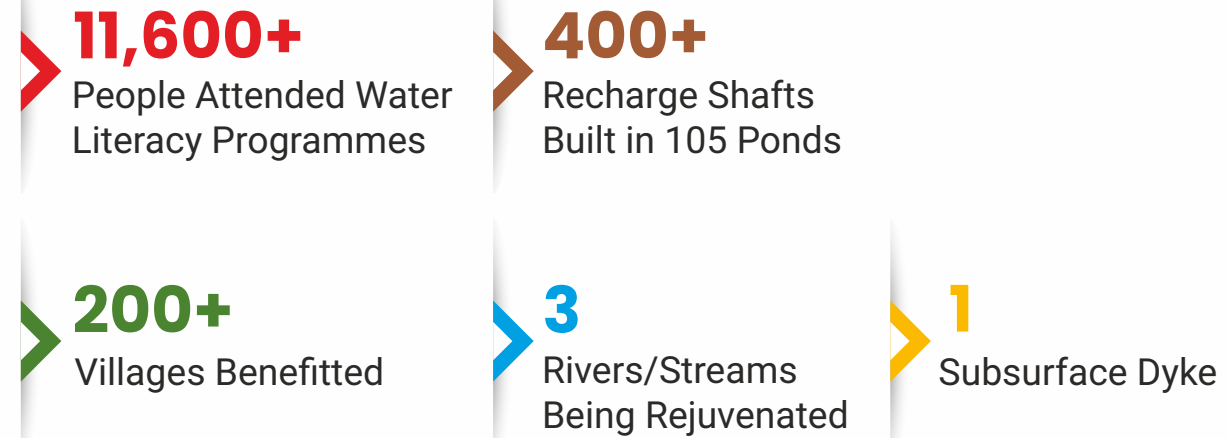 11,600+
People Attended Water
Literacy Programmes
400+
Recharge Shafts
Built in 105 Ponds
200+
Villages Benefitted
3
Rivers/Streams
Being Rejuvenated
1
Subsurface Dyke